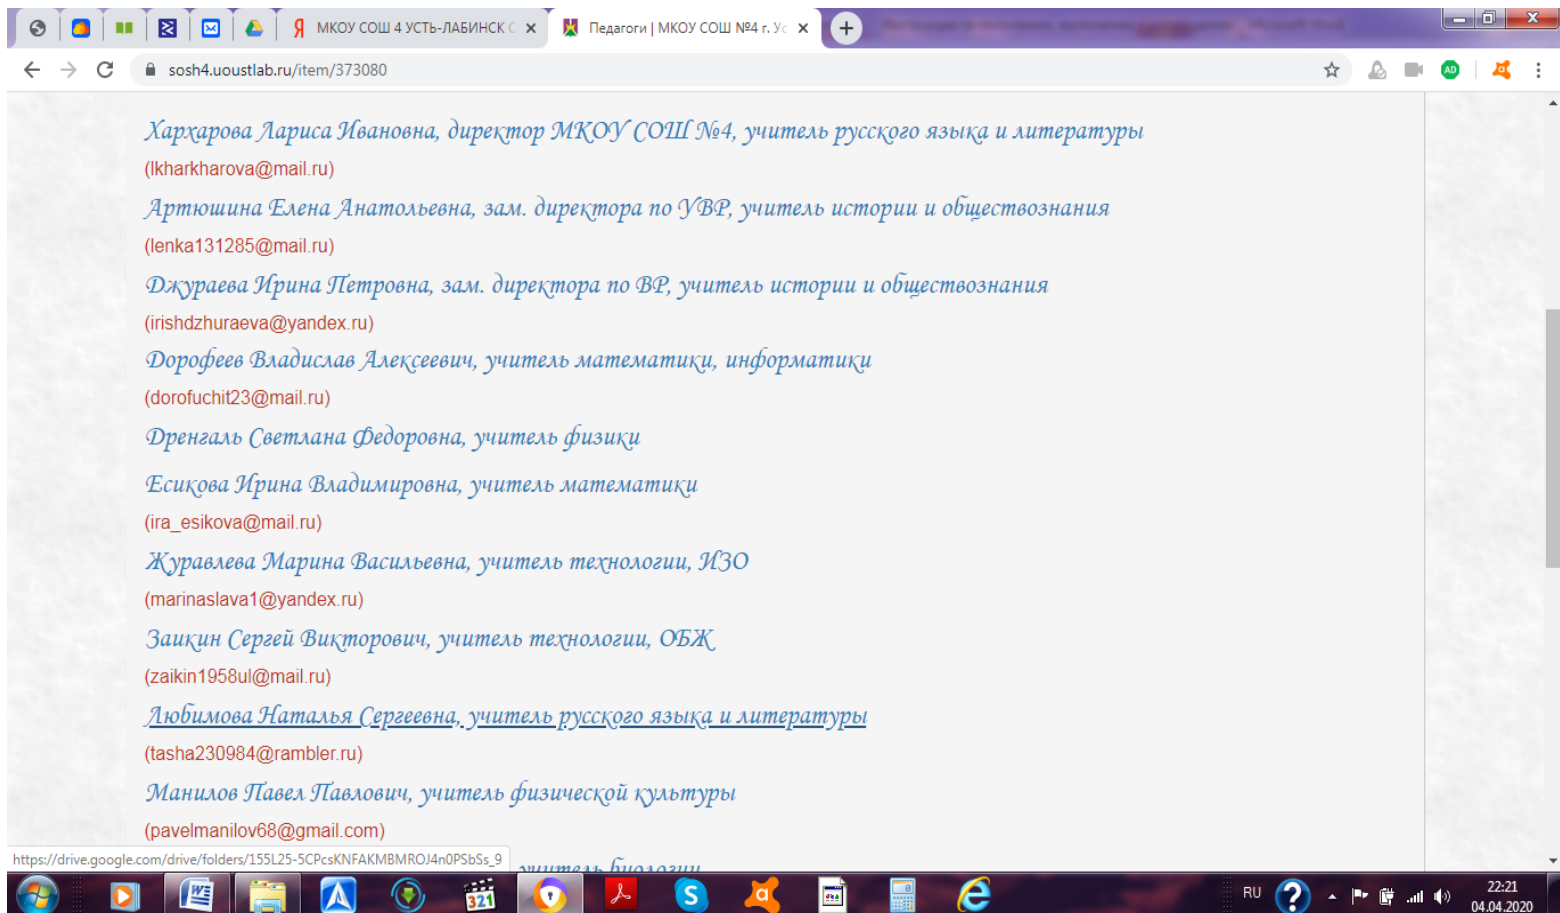 МКОУ СОШ 4 УСТЬ-ЛАБИНСК С
Педагоги | МКОУ СОШ №4 г. Ус
sosh4.uoustlab.ru/item/373080
Хархарова Лариса Ивановна, директор МКОУ СОШ №4, учитель русского языка и литературы
(lkharkharova@mail.ru)
Артюшина Елена Анатольевна, зам. директора по УВР, учитель истории и обществознания
(lenka131285@mail.ru)
Джураева Ирина Петровна, зам. директора по ВР, учитель истории и обществознания
(irishdzhuraeva@yandex.ru)
Дорофеев Владислав Алексеевич, учитель математики, информатики
(dorofuchit23@mail.ru)
Дренгаль Светлана Федоровна, учитель физики
Есикова Ирина Владимировна, учитель математики
(ira_esikova@mail.ru)
Журавлева Марина Васильевна, учитель технологии, ИЗО
(marinaslava1@yandex.ru)
Заикин Сергей Викторович, учитель технологии, ОБЖ
(zaikin1958ul@mail.ru)
Любимова Наталья Сергеевна, учитель русского языка и литературы
(tasha230984@rambler.ru)
Манилов Павел Павлович, учитель физической культуры
(pavelmanilov68@gmail.com)
учитель биологии
https://drive.google.com/drive/folders/155L25-5CPcsKNFAKMBMROJ4n0PSbSs_9
321
RU
22:21
04.04.2020